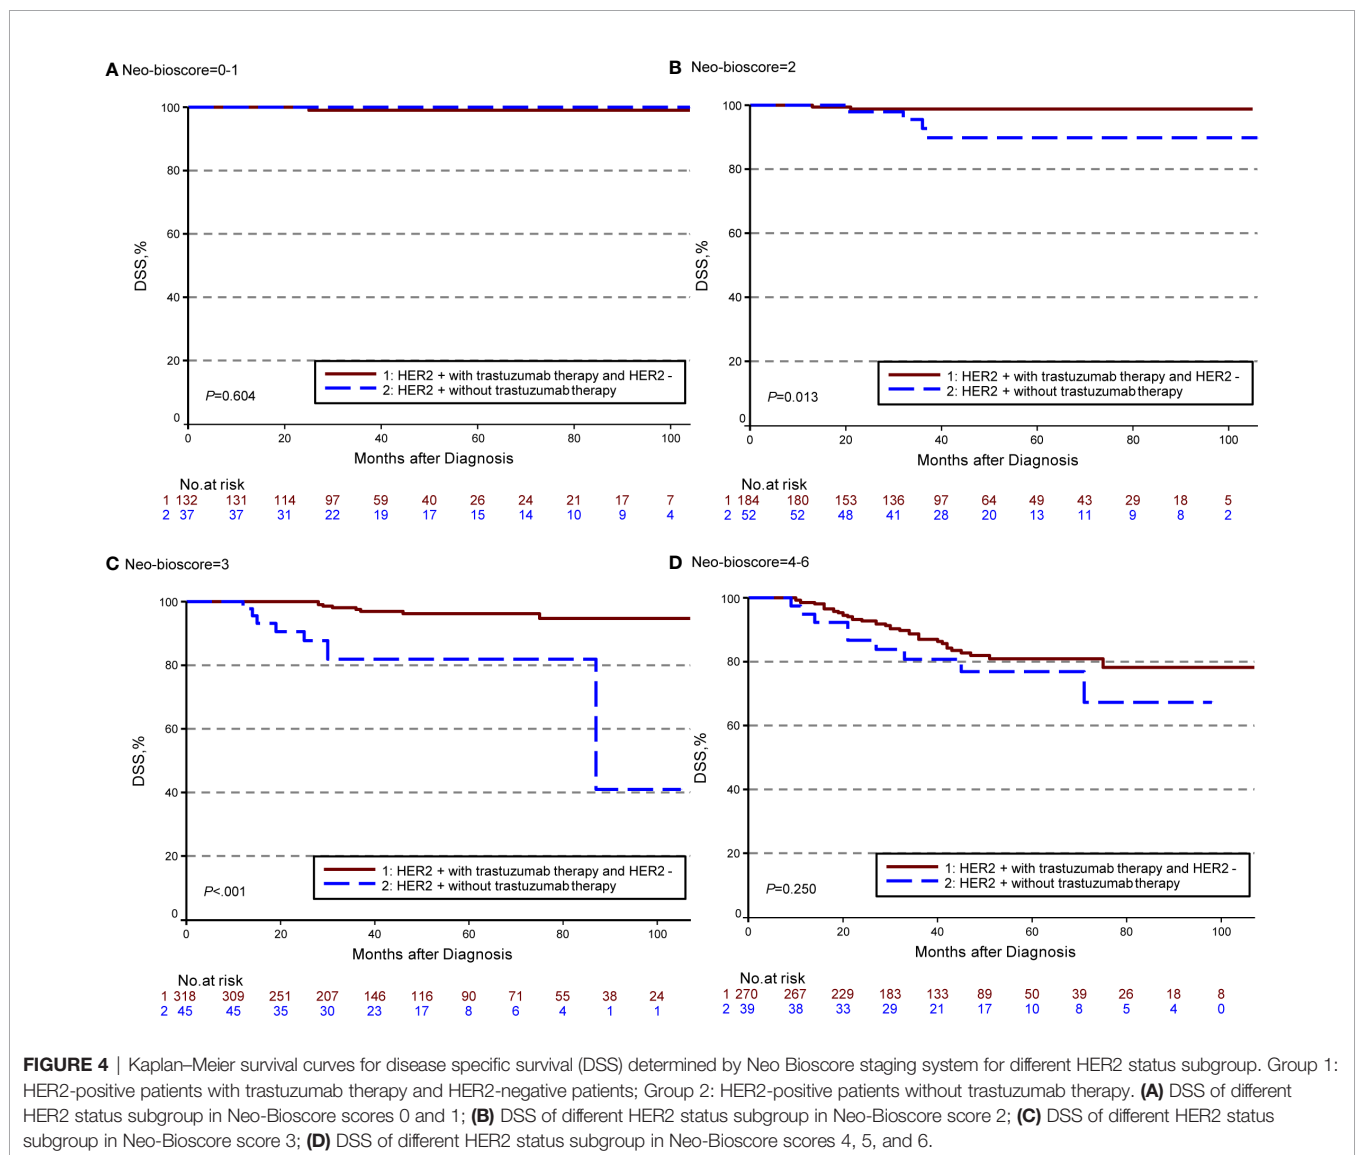 A Neo-bioscore=0-1
100
80
60
40
20
0
DSS,%
1: HER2 + with trastuzumab therapy and HER2 -
2: HER2 + without trastuzumab therapy
P=0.604
0 20 40 60 80 100
Months after Diagnosis
No.at risk
1 132 131 114 97 59 40 26 24 21 17 7
2 37 37 31 22 19 17 15 14 10 9 4
B Neo-bioscore=2
100
80
60
40
20
0
DSS,%
1: HER2 + with trastuzumab therapy and HER2 -
2: HER2 + without trastuzumab therapy
P=0.013
0 20 40 60 80 100
Months after Diagnosis
No.at risk
1 184 180 153 136 97 64 49 43 29 18 5
2 52 52 48 41 28 20 13 11 9 8 2
C Neo-bioscore=3
100
80
60
40
20
0
DSS,%
1: HER2 + with trastuzumab therapy and HER2 -
2: HER2 + without trastuzumab therapy
P<.001
0 20 40 60 80 100
Months after Diagnosis
No.at risk
1 318 309 251 207 146 116 90 71 55 38 24
2 45 45 35 30 23 17 8 6 4 1 1
D Neo-bioscore=4-6
100
80
60
40
20
0
DSS,%
1: HER2 + with trastuzumab therapy and HER2 -
2: HER2 + without trastuzumab therapy
P=0.250
0 20 40 60 80 100
Months after Diagnosis
No.at risk
1 270 267 229 183 133 89 50 39 26 18 8
2 39 38 33 29 21 17 10 8 5 4 0
FIGURE 4 | Kaplan–Meier survival curves for disease specific survival (DSS) determined by Neo Bioscore staging system for different HER2 status subgroup. Group 1:
HER2-positive patients with trastuzumab therapy and HER2-negative patients; Group 2: HER2-positive patients without trastuzumab therapy. (A) DSS of different
HER2 status subgroup in Neo-Bioscore scores 0 and 1; (B) DSS of different HER2 status subgroup in Neo-Bioscore score 2; (C) DSS of different HER2 status
subgroup in Neo-Bioscore score 3; (D) DSS of different HER2 status subgroup in Neo-Bioscore scores 4, 5, and 6.